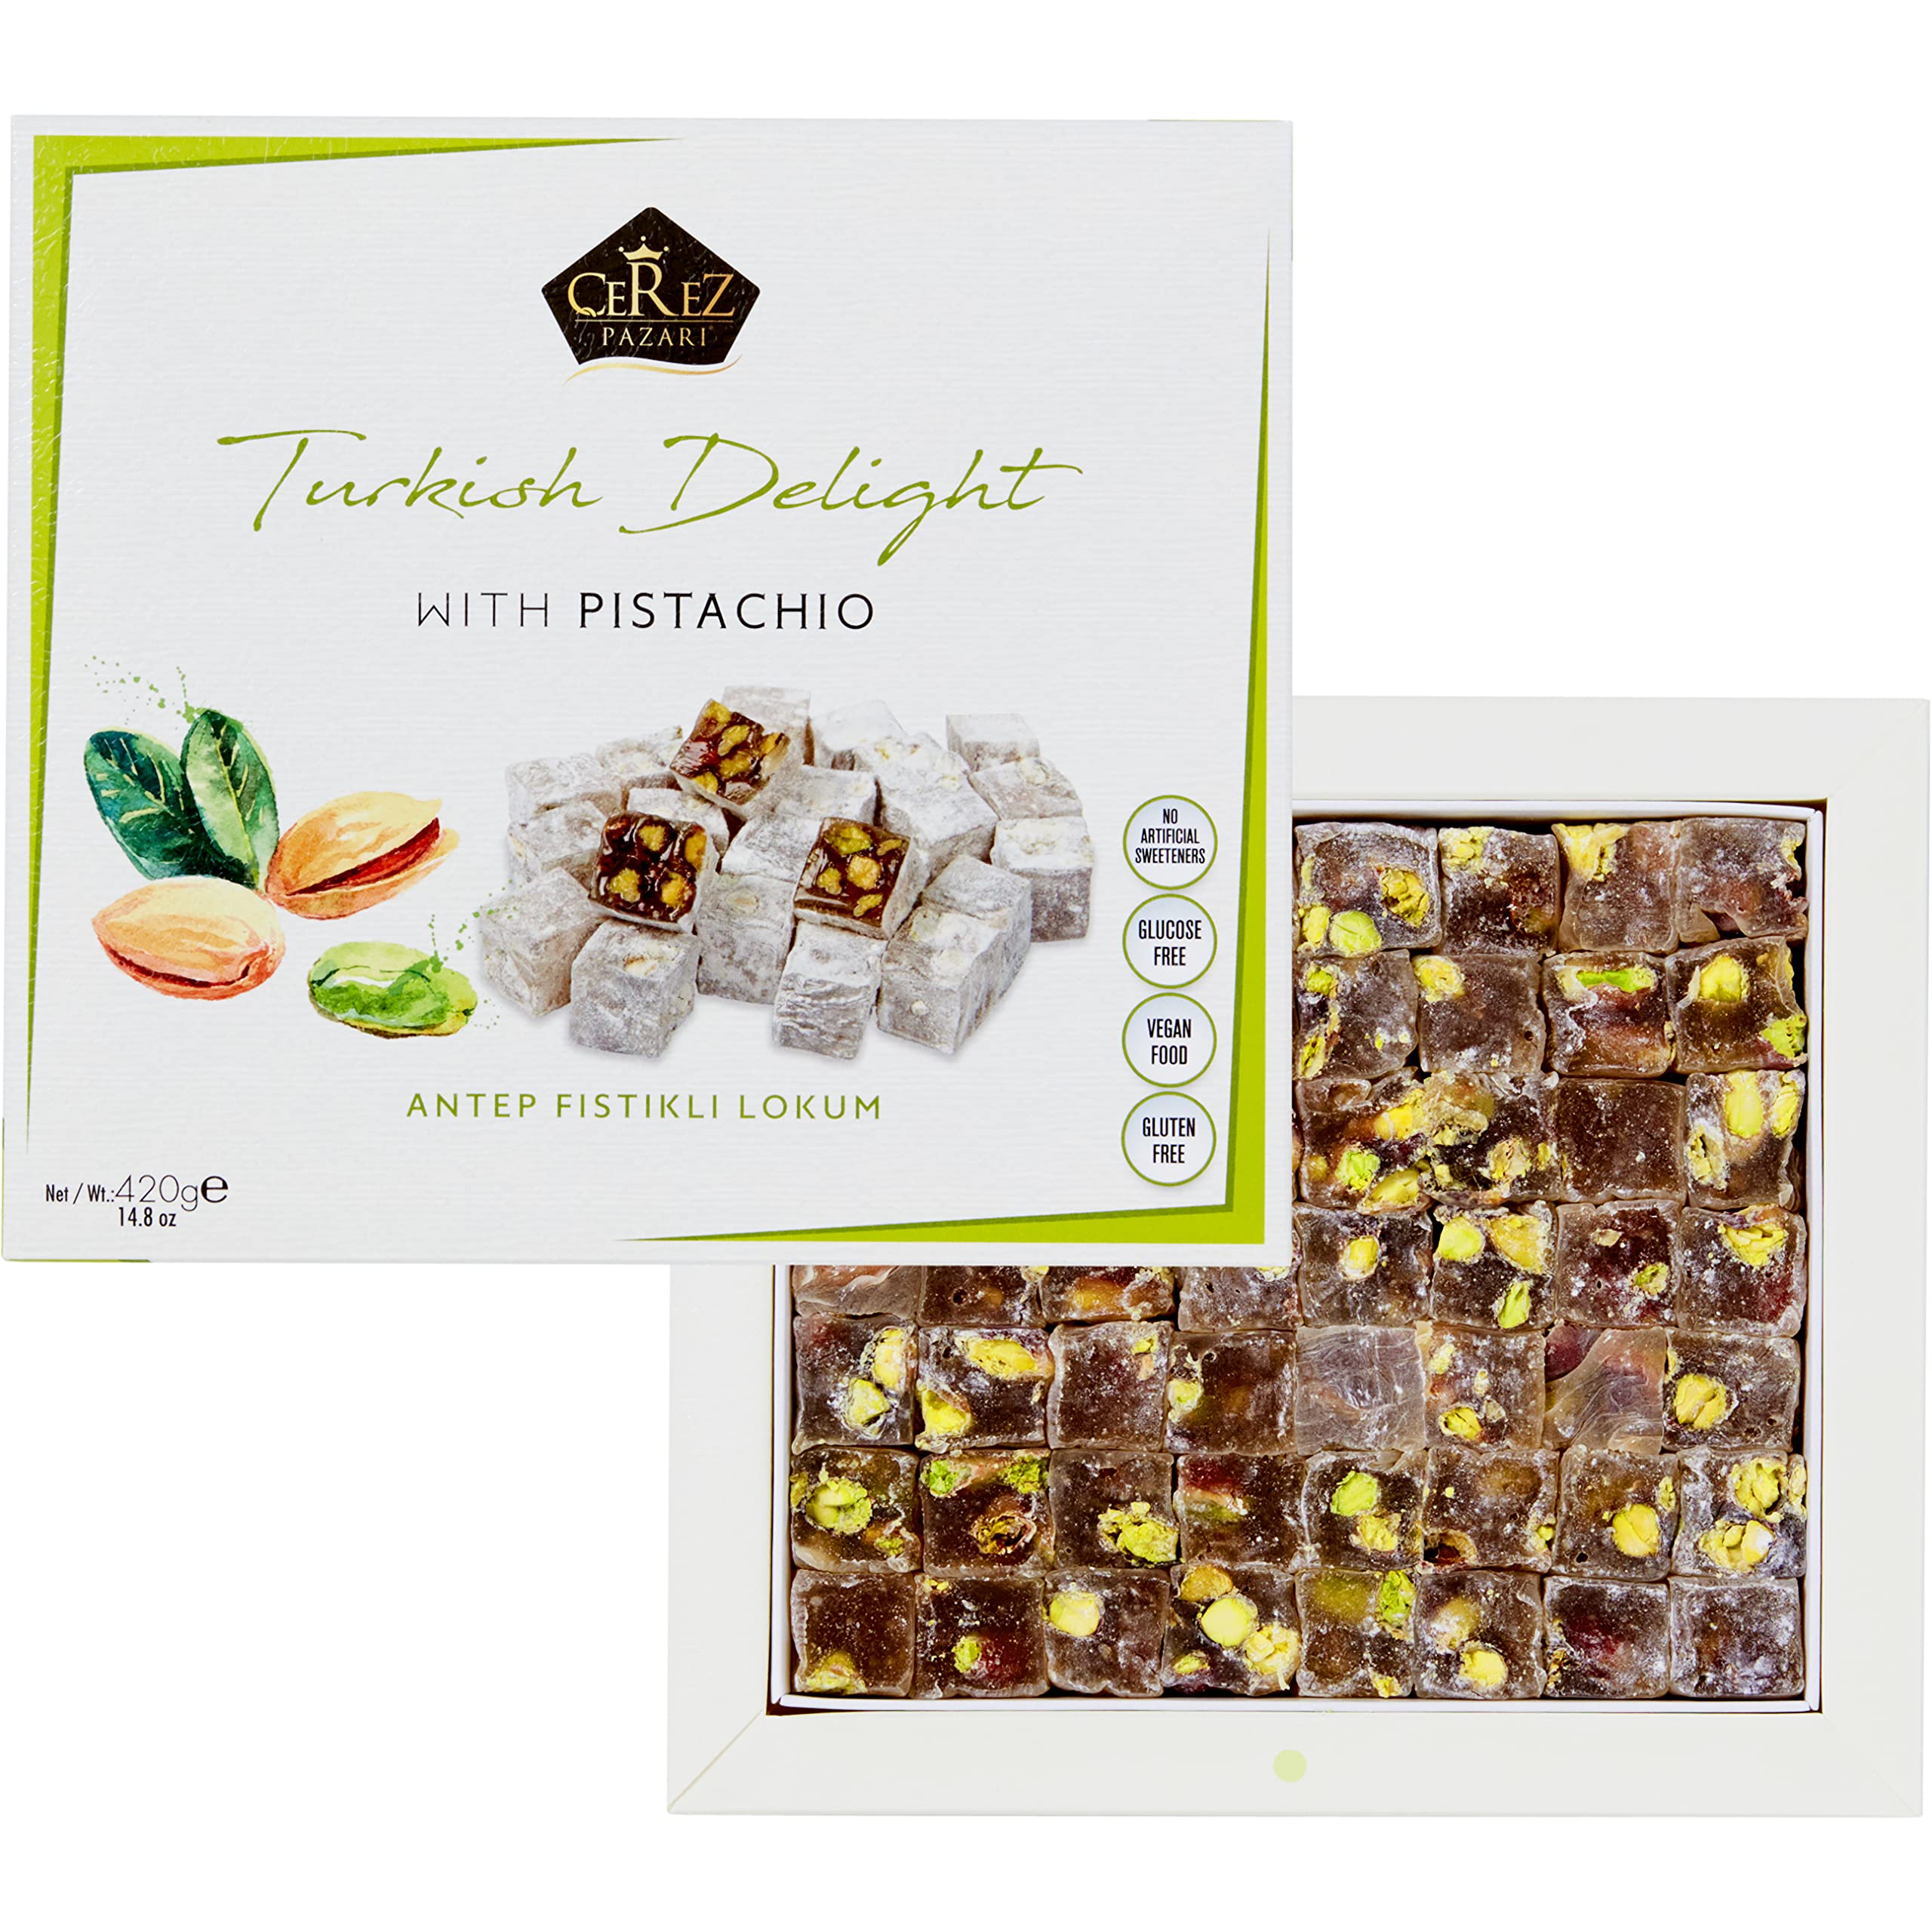 CEREZ
PAZARI
Turkish Delight
WITH PISTACHIO
NO
ARTIFICIAL
SWEETENERS
GLUCOSE
FREE
VEGAN
FOOD
GLUTEN
FREE
ANTEP FISTIKLI LOKUM
Net / Wt.:420g℮
14.8 oz